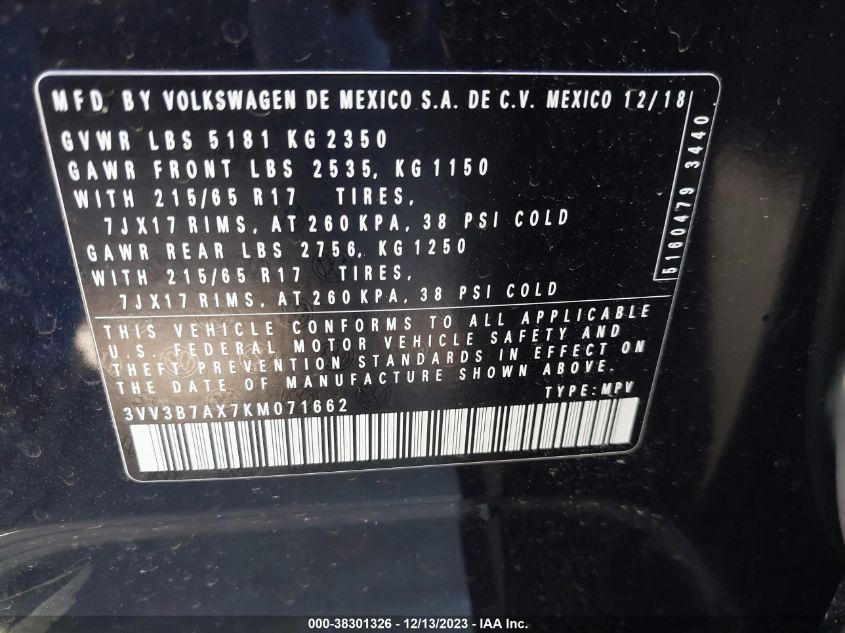 MFD. BY VOLKSWAGEN DE MEXICO S.A. DE C.V. MEXICO 12/18
GVWR LBS 5181 KG 2350
GAWR FRONT LBS 2535, KG 1150
WITH 215/65 R17 TIRES,
7JX17 RIMS, AT 260 KPA, 38 PSI COLD
GAWR REAR LBS 2756, KG 1250
WITH 215/65 R17 TIRES,
7JX17 RIMS, AT 260 KPA, 38 PSI COLD
5160479 3440
THIS VEHICLE CONFORMS TO ALL APPLICABLE
U.S. FEDERAL MOTOR VEHICLE SAFETY AND
THEFT PREVENTION STANDARDS IN EFFECT ON
THE DATE OF MANUFACTURE SHOWN ABOVE.
3VV3B7AX7KM071662 TYPE: MPV
000-38301326 - 12/13/2023 - IAA Inc.